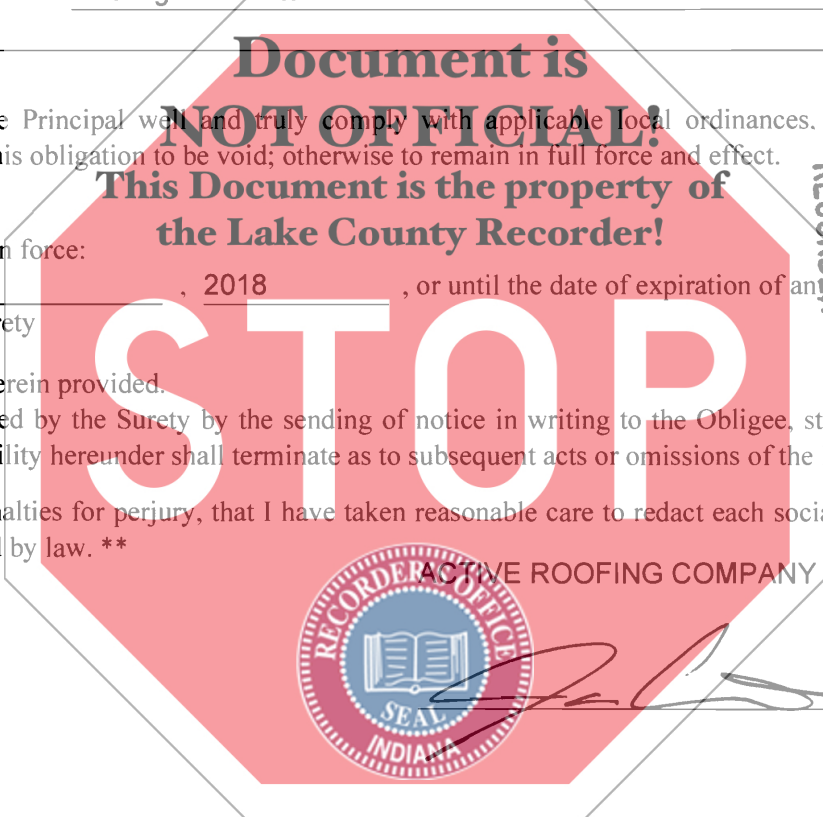 Document is
e Principal well and truly comply with applicable local ordinances.
NOT OFFICIAL!
is obligation to be void; otherwise to remain in full force and effect.
This Document is the property of
the Lake County Recorder!
n force:
, 2018 , or until the date of expiration of an
ety
STOP
erein provided.
ed by the Surety by the sending of notice in writing to the Obligee, st
ility hereunder shall terminate as to subsequent acts or omissions of the
alties for perjury, that I have taken reasonable care to redact each socia
by law. **
ACTIVE ROOFING COMPANY
RECORDER'S OFFICE
SEAL
INDIANA